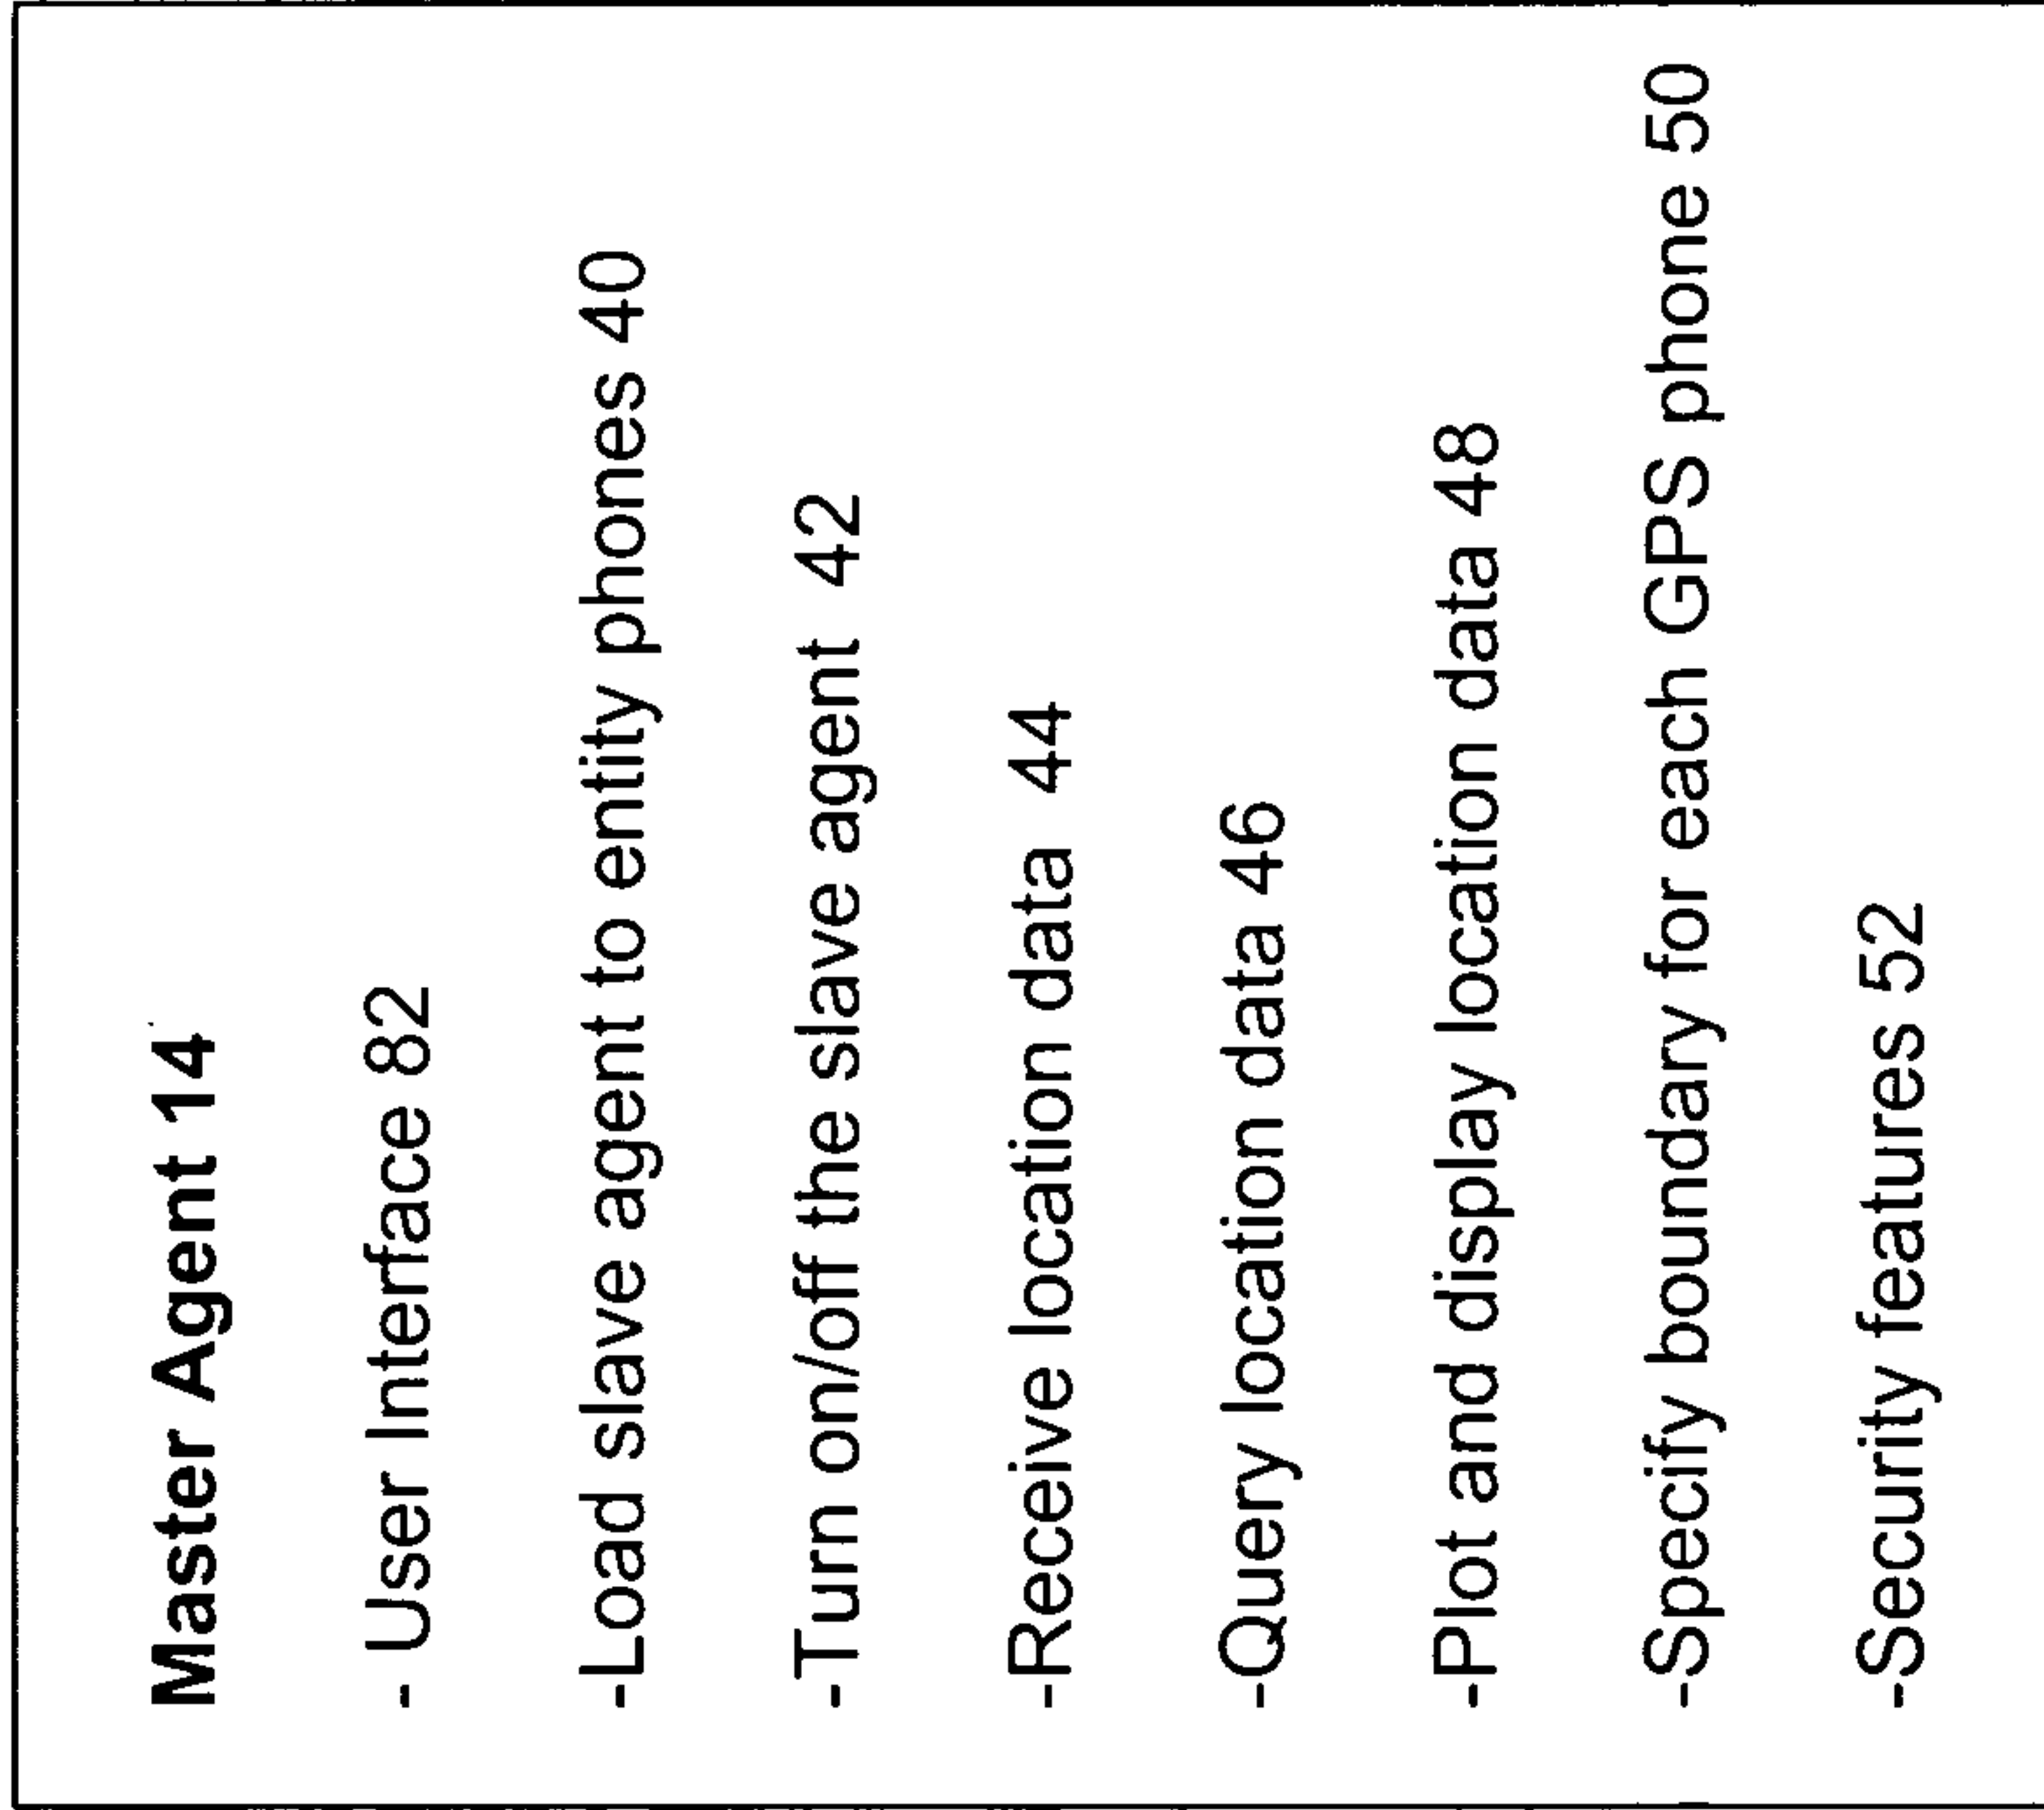 Master Agent 14
- User Interface 82
-Load slave agent to entity phones 40
-Turn on/off the slave agent 42
-Receive location data 44
-Query location data 46
-Plot and display location data 48
-Specify boundary for each GPS phone 50
-Security features 52